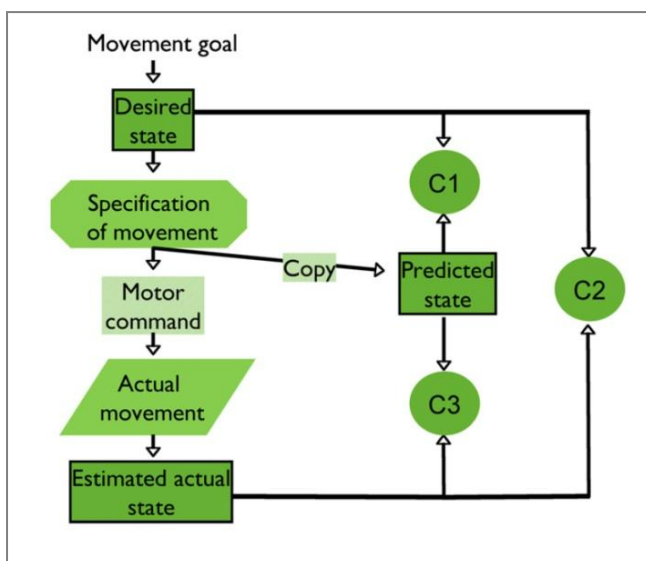 Movement goal
Desired
state
Specification
of movement
Copy
Motor
command
Actual
movement
Estimated actual
state
C1
Predicted
state
C2
C3